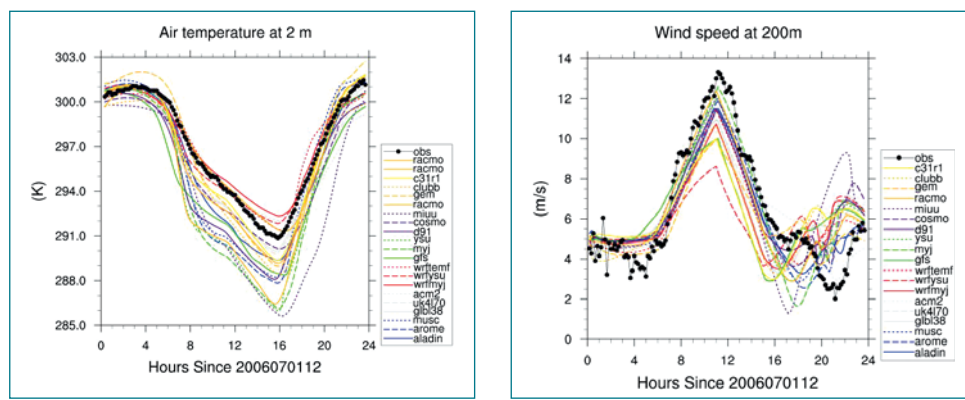 Air temperature at 2 m
303.0
300.0
297.0
294.0
291.0
288.0
285.0
(K)
0 4 8 12 16 20 24
Hours Since 2006070112
obs
racmo
racmo
c31r1
clubb
gem
racmo
miuu
cosmo
d91
ysu
myj
gfs
wrftemf
wrfysu
wrfmyj
acm2
uk4l70
glbl38
musc
arome
aladin
Wind speed at 200m
14
12
10
8
6
4
2
0
(m/s)
0 4 8 12 16 20 24
Hours Since 2006070112
obs
c31r1
clubb
gem
racmo
miuu
cosmo
d91
ysu
myj
gfs
wrftemf
wrfysu
wrfmyj
acm2
uk4l70
glbl38
musc
arome
aladin